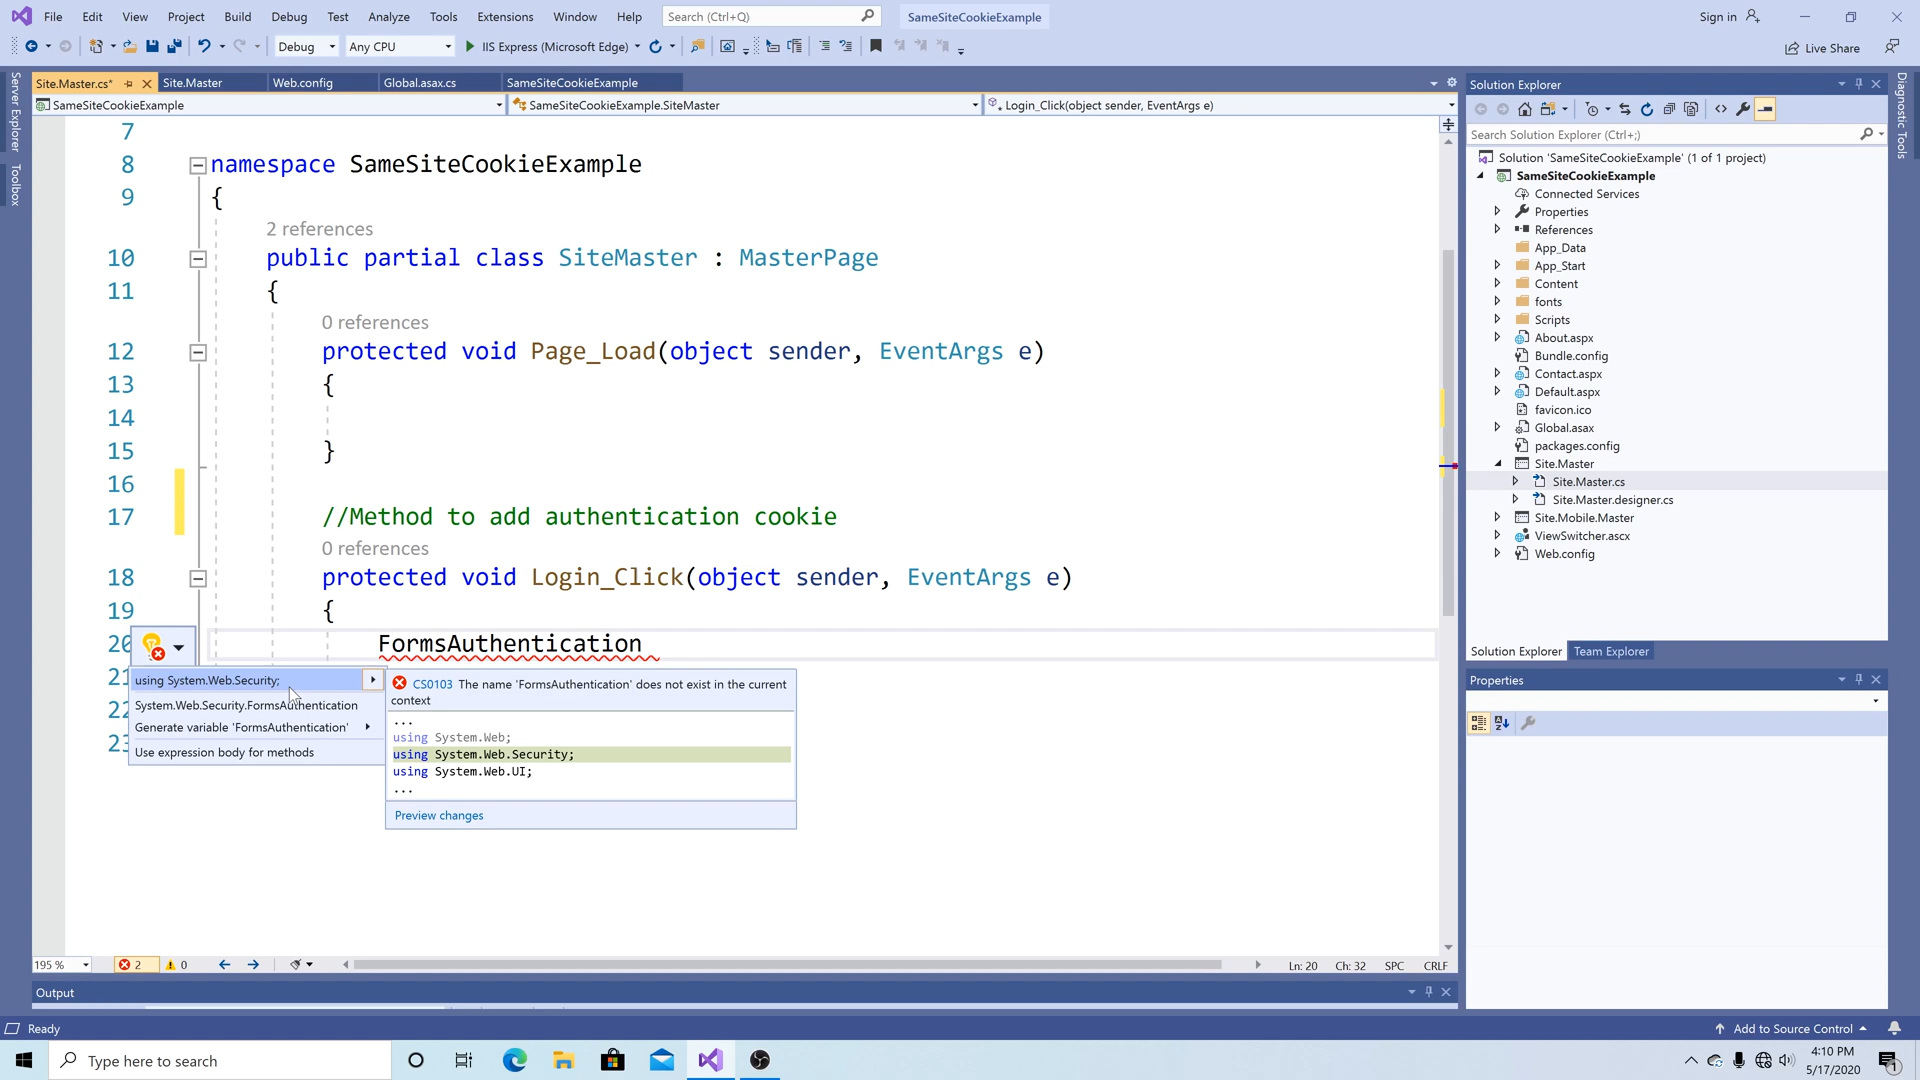 File Edit View Project Build Debug Test Analyze Tools Extensions Window Help Search (Ctrl+Q) SameSiteCookieExample Sign in
Debug Any CPU IIS Express (Microsoft Edge) Live Share
Site.Master.cs* Site.Master Web.config Global.asax.cs SameSiteCookieExample
SameSiteCookieExample SameSiteCookieExample.SiteMaster Login_Click(object sender, EventArgs e)
Server Explorer
Toolbox
7
8 namespace SameSiteCookieExample
9 {
2 references
10 public partial class SiteMaster : MasterPage
11 {
0 references
12 protected void Page_Load(object sender, EventArgs e)
13 {
14
15 }
16
17 //Method to add authentication cookie
0 references
18 protected void Login_Click(object sender, EventArgs e)
19 {
20 FormsAuthentication
using System.Web.Security;
System.Web.Security.FormsAuthentication
Generate variable 'FormsAuthentication'
Use expression body for methods
CS0103 The name 'FormsAuthentication' does not exist in the current
context
...
using System.Web;
using System.Web.Security;
using System.Web.UI;
...
Preview changes
195 % 2 0 Ln: 20 Ch: 32 SPC CRLF
Output
Solution Explorer
Search Solution Explorer (Ctrl+;)
Solution 'SameSiteCookieExample' (1 of 1 project)
SameSiteCookieExample
Connected Services
Properties
References
App_Data
App_Start
Content
fonts
Scripts
About.aspx
Bundle.config
Contact.aspx
Default.aspx
favicon.ico
Global.asax
packages.config
Site.Master
Site.Master.cs
Site.Master.designer.cs
Site.Mobile.Master
ViewSwitcher.ascx
Web.config
Solution Explorer Team Explorer
Properties
Diagnostic Tools
Ready Add to Source Control
Type here to search
4:10 PM
5/17/2020
1